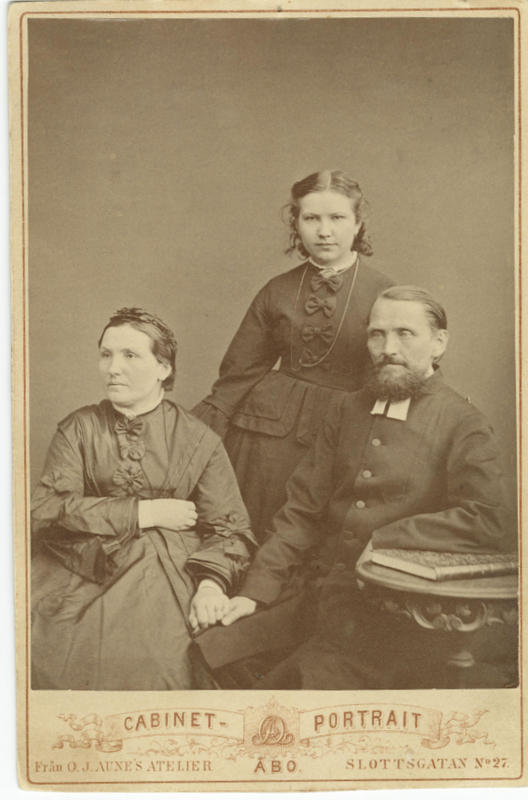 CABINET- PORTRAIT
Från O. J. AUNE'S ATELIER ÅBO. SLOTTSGATAN No 27.